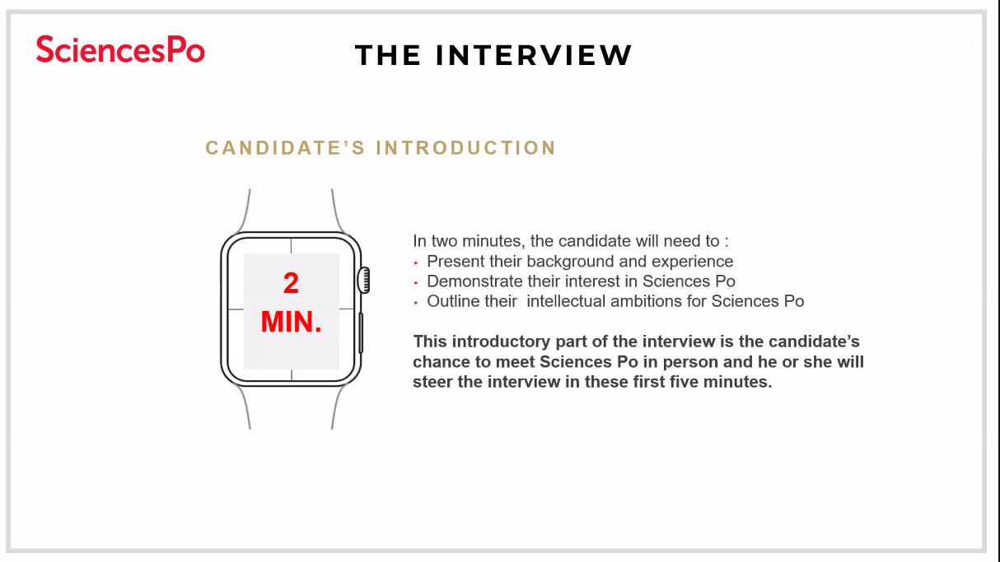 SciencesPo
THE INTERVIEW
CANDIDATE’S INTRODUCTION
2
MIN.
In two minutes, the candidate will need to :
• Present their background and experience
• Demonstrate their interest in Sciences Po
• Outline their  intellectual ambitions for Sciences Po
This introductory part of the interview is the candidate’s
chance to meet Sciences Po in person and he or she will
steer the interview in these first five minutes.